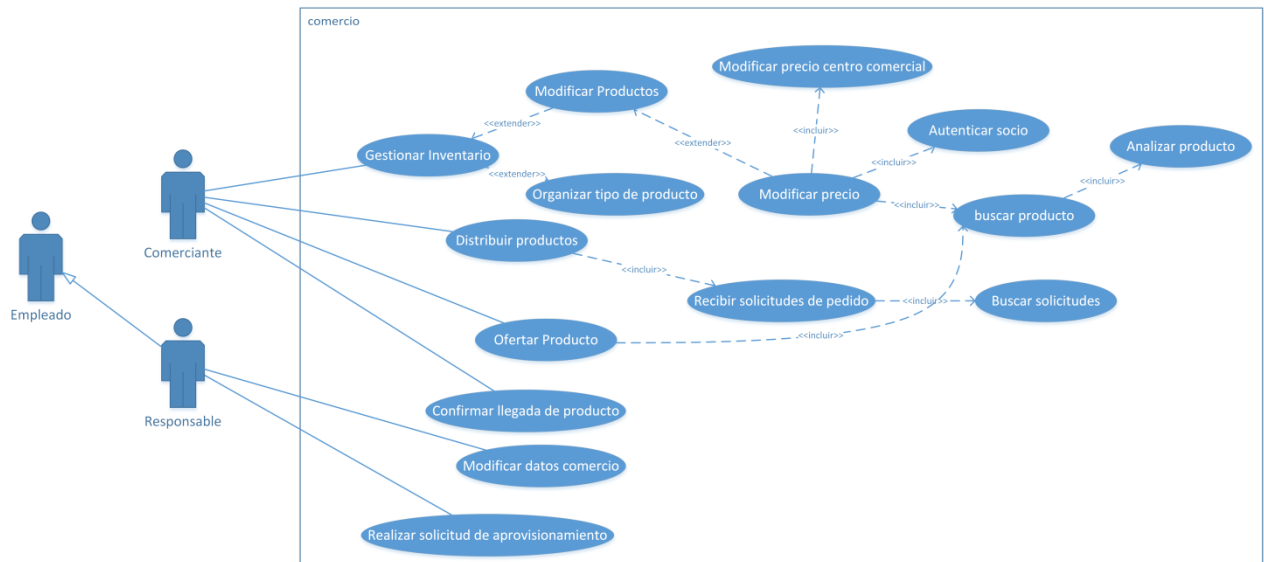 comercio
Modificar precio centro comercial
Modificar Productos
<<extender>>
<<extender>>
<<incluir>>
Autenticar socio
Analizar producto
Gestionar Inventario
<<extender>>
<<incluir>>
<<incluir>>
Organizar tipo de producto
Modificar precio
<<incluir>>
buscar producto
Comerciante
Distribuir productos
<<incluir>>
Recibir solicitudes de pedido
<<incluir>>
Buscar solicitudes
Empleado
Ofertar Producto
<<incluir>>
Responsable
Confirmar llegada de producto
Modificar datos comercio
Realizar solicitud de aprovisionamiento